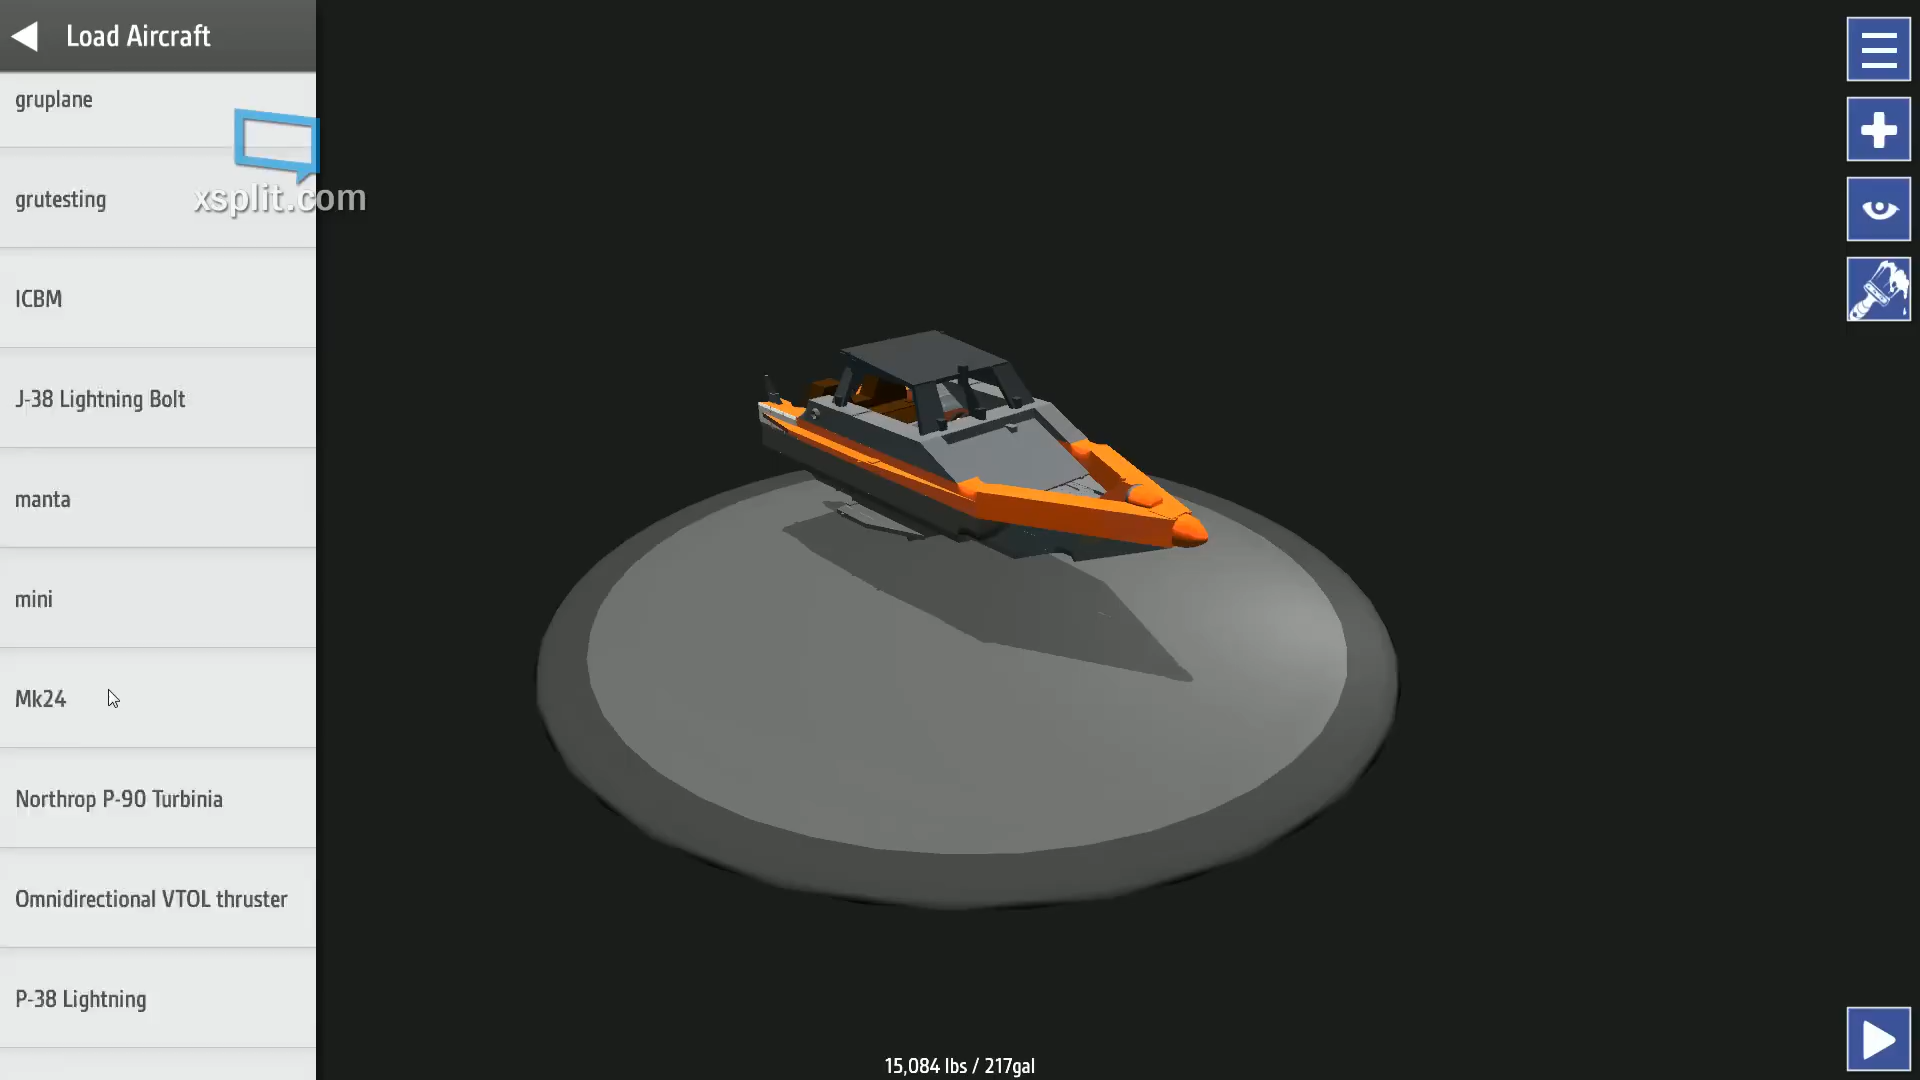 Load Aircraft
gruplane
grutesting
xsplit.com
ICBM
J-38 Lightning Bolt
manta
mini
Mk24
Northrop P-90 Turbinia
Omnidirectional VTOL thruster
P-38 Lightning
15,084 lbs / 217gal